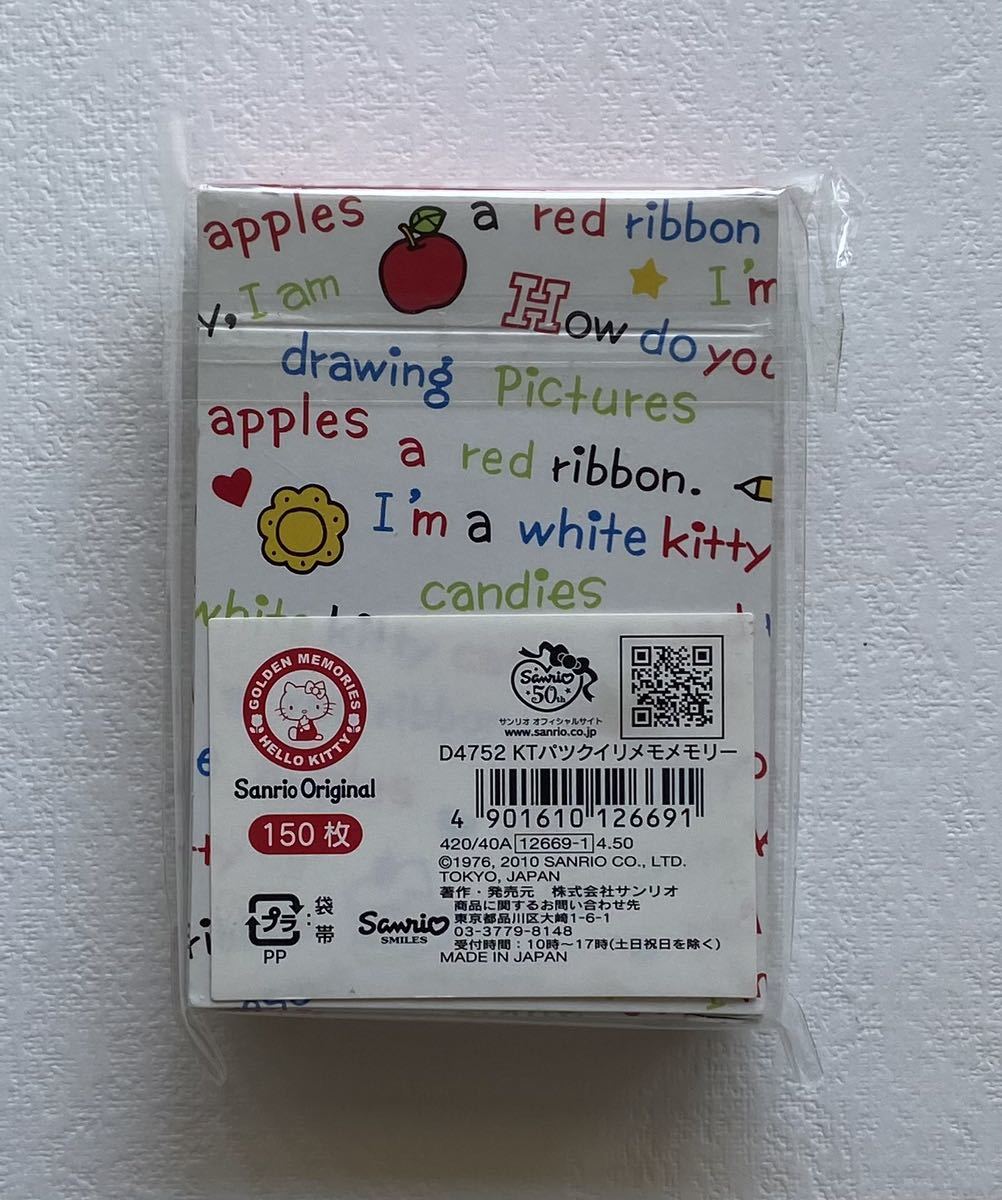 apples a red ribbon
y, I am I'm
How do you
drawing Pictures
apples a red ribbon.
I'm a white kitty
candies
white
GOLDEN MEMORIES
HELLO KITTY
Sanrio Original
150枚
プラ : 袋 帯
PP
Sanrio
SMILES
Sanrio
50th
サンリオ オフィシャルサイト
www.sanrio.co.jp
D4752 KTパツクイリメモメモリー
4 901610 126691
420/40A 12669-1 4.50
©1976, 2010 SANRIO CO., LTD.
TOKYO, JAPAN
著作・発売元 株式会社サンリオ
商品に関するお問い合わせ先
東京都品川区大崎1-6-1
03-3779-8148
受付時間：10時～17時(土日祝日を除く)
MADE IN JAPAN